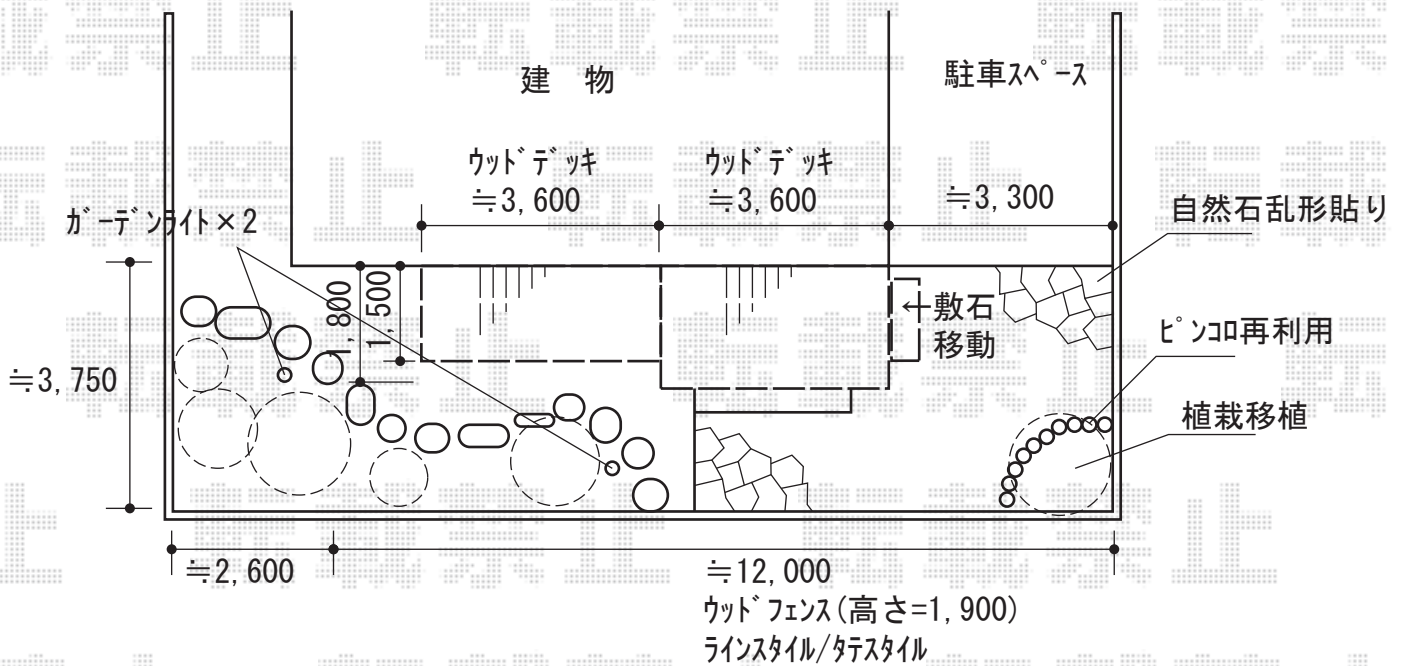 建 物
駐車スペース
ウッドデッキ
≒3,600
ウッドデッキ
≒3,600
≒3,300
自然石乱形貼り
ガーデンライト×2
1,800
1,500
←敷石
移動
ピンコロ再利用
≒3,750
植栽移植
≒2,600
≒12,000
ウッドフェンス(高さ=1,900)
ラインスタイル/タテスタイル
転載禁止